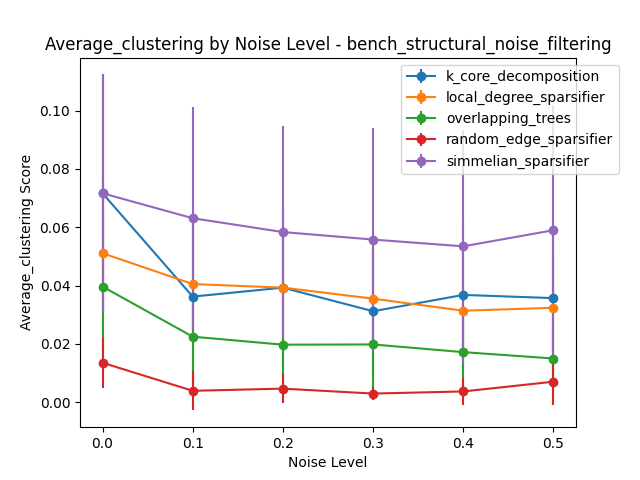 Average_clustering by Noise Level - bench_structural_noise_filtering
k_core_decomposition
local_degree_sparsifier
overlapping_trees
random_edge_sparsifier
simmelian_sparsifier
Average_clustering Score
0.10
0.08
0.06
0.04
0.02
0.00
0.0 0.1 0.2 0.3 0.4 0.5
Noise Level